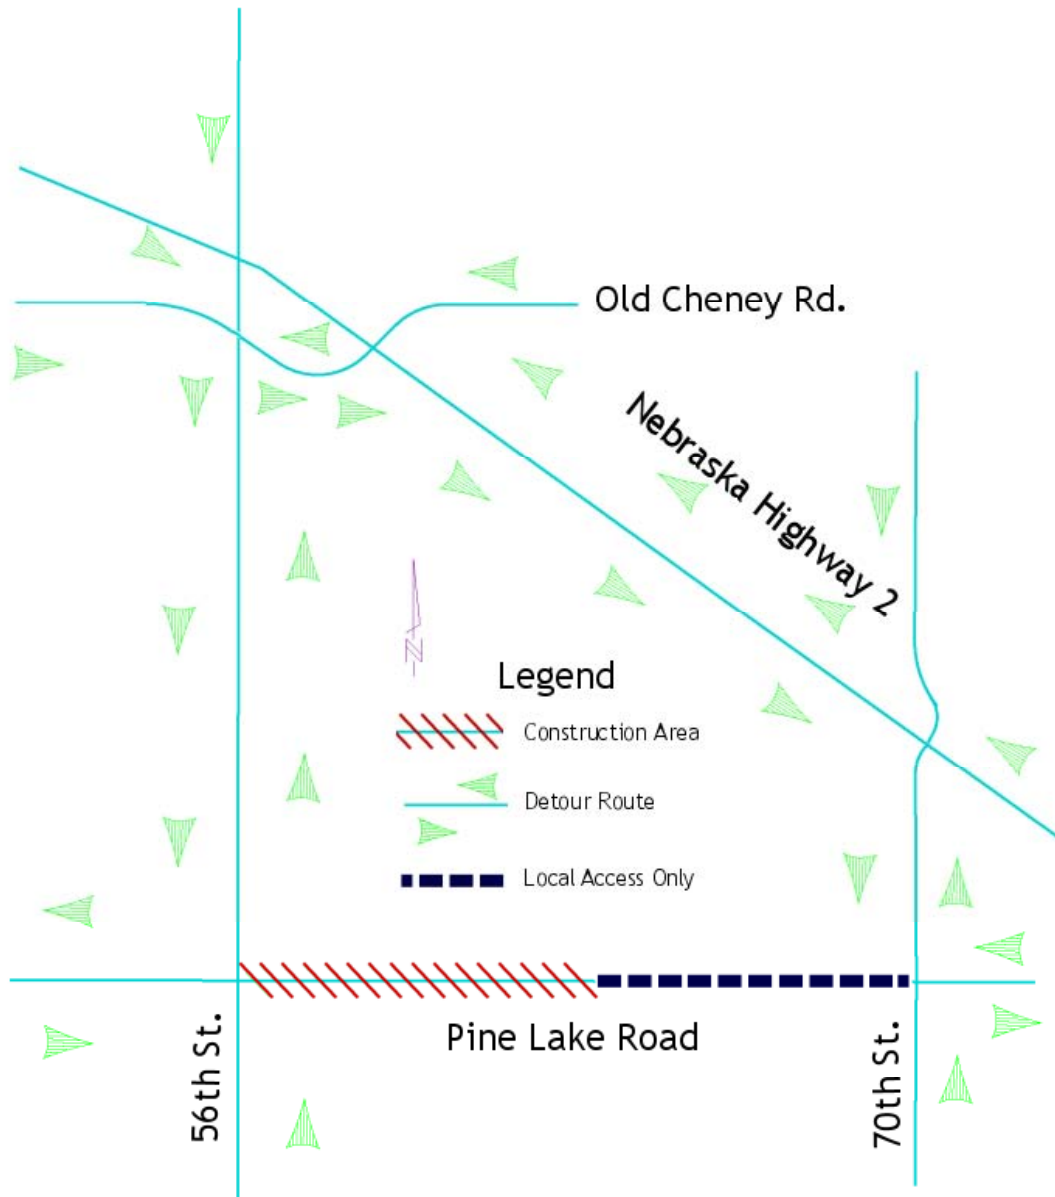 Old Cheney Rd.
Nebraska Highway 2
N
Legend
Construction Area
Detour Route
Local Access Only
Pine Lake Road
56th St.
70th St.